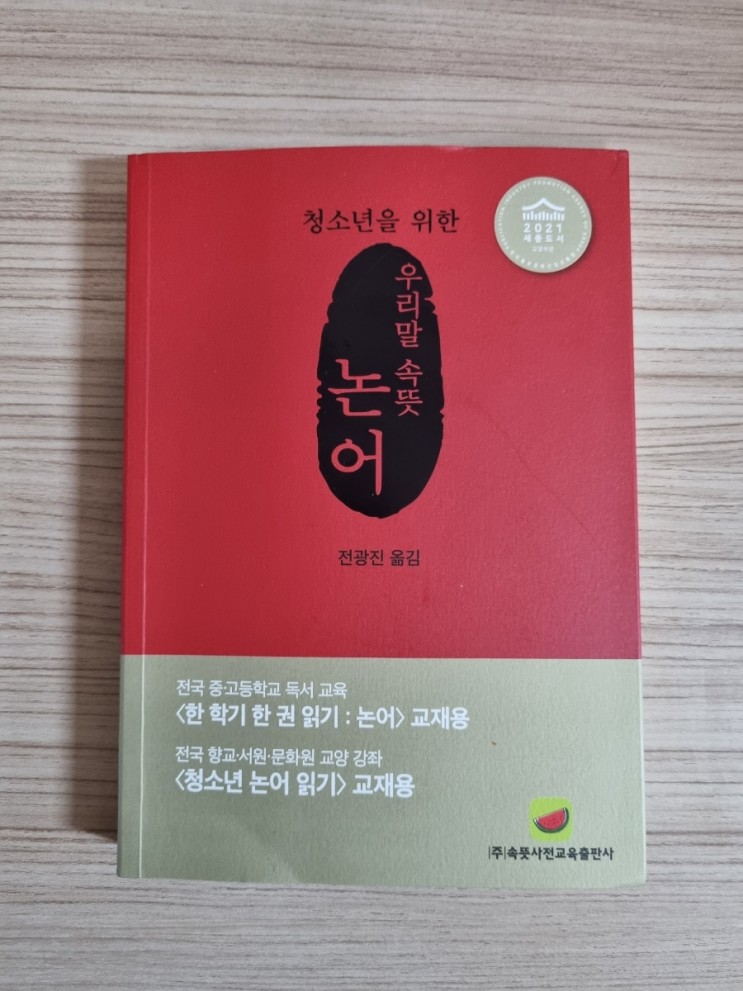 청소년을 위한
2021
세종도서
우리말 속뜻
논어
전광진 옮김
전국 중·고등학교 독서 교육
〈한 학기 한 권 읽기 : 논어〉 교재용
전국 향교·서원·문화원 교양 강좌
〈청소년 논어 읽기〉 교재용
|주|속뜻사전교육출판사